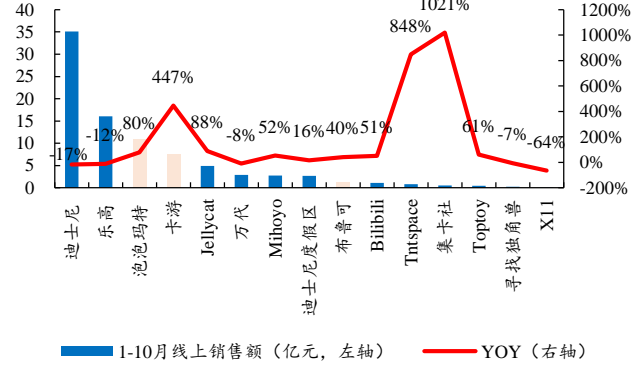 40
35
30
25
20
15
10
5
0
1200%
1000%
800%
600%
400%
200%
0%
-200%
-17%
-12%
80%
447%
88%
-8%
52%
16%
40%
51%
848%
1021%
61%
-7%
-64%
迪士尼
乐高
泡泡玛特
卡游
Jellycat
万代
Mihoyo
迪士尼度假区
布鲁可
Bilibili
Tntspace
集卡社
Toptoy
寻找独角兽
X11
1-10月线上销售额（亿元，左轴）
YOY（右轴）